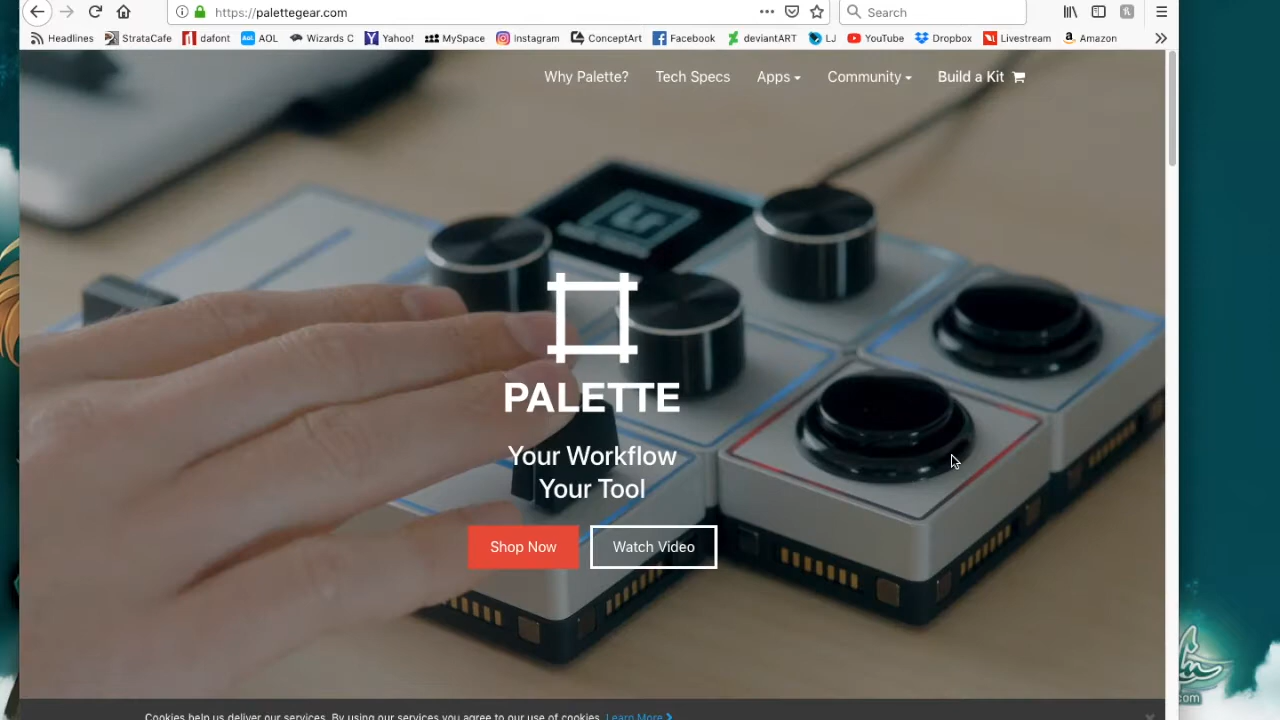 https://palettegear.com
Search
Headlines StrataCafe dafont AOL Wizards C Yahoo! MySpace Instagram ConceptArt Facebook deviantART LJ YouTube Dropbox Livestream Amazon
Why Palette? Tech Specs Apps Community Build a Kit
Lr
PALETTE
Your Workflow
Your Tool
Shop Now Watch Video
Cookies help us deliver our services. By using our services you agree to our use of cookies. Learn More
com